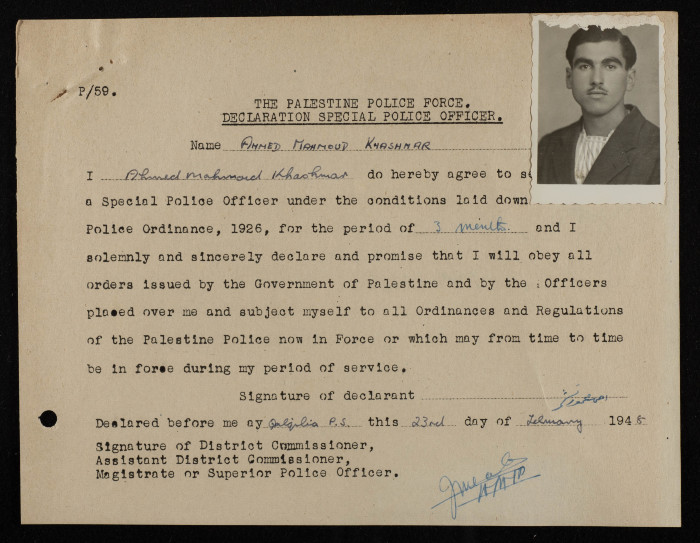 P/59.
THE PALESTINE POLICE FORCE.
DECLARATION SPECIAL POLICE OFFICER.
Name AHMED MAHMOUD KHASHMAR
I Ahmed Mahmoud Khashmar do hereby agree to s
a Special Police Officer under the conditions laid down
Police Ordinance, 1926, for the period of 3 months. and I
solemnly and sincerely declare and promise that I will obey all
orders issued by the Government of Palestine and by the Officers
placed over me and subject myself to all Ordinances and Regulations
of the Palestine Police now in Force or which may from time to time
be in force during my period of service.
Signature of declarant
Declared before me ay Qalqilia P.S. this 23rd day of February 1948
Signature of District Commissioner,
Assistant District Commissioner,
Magistrate or Superior Police Officer.